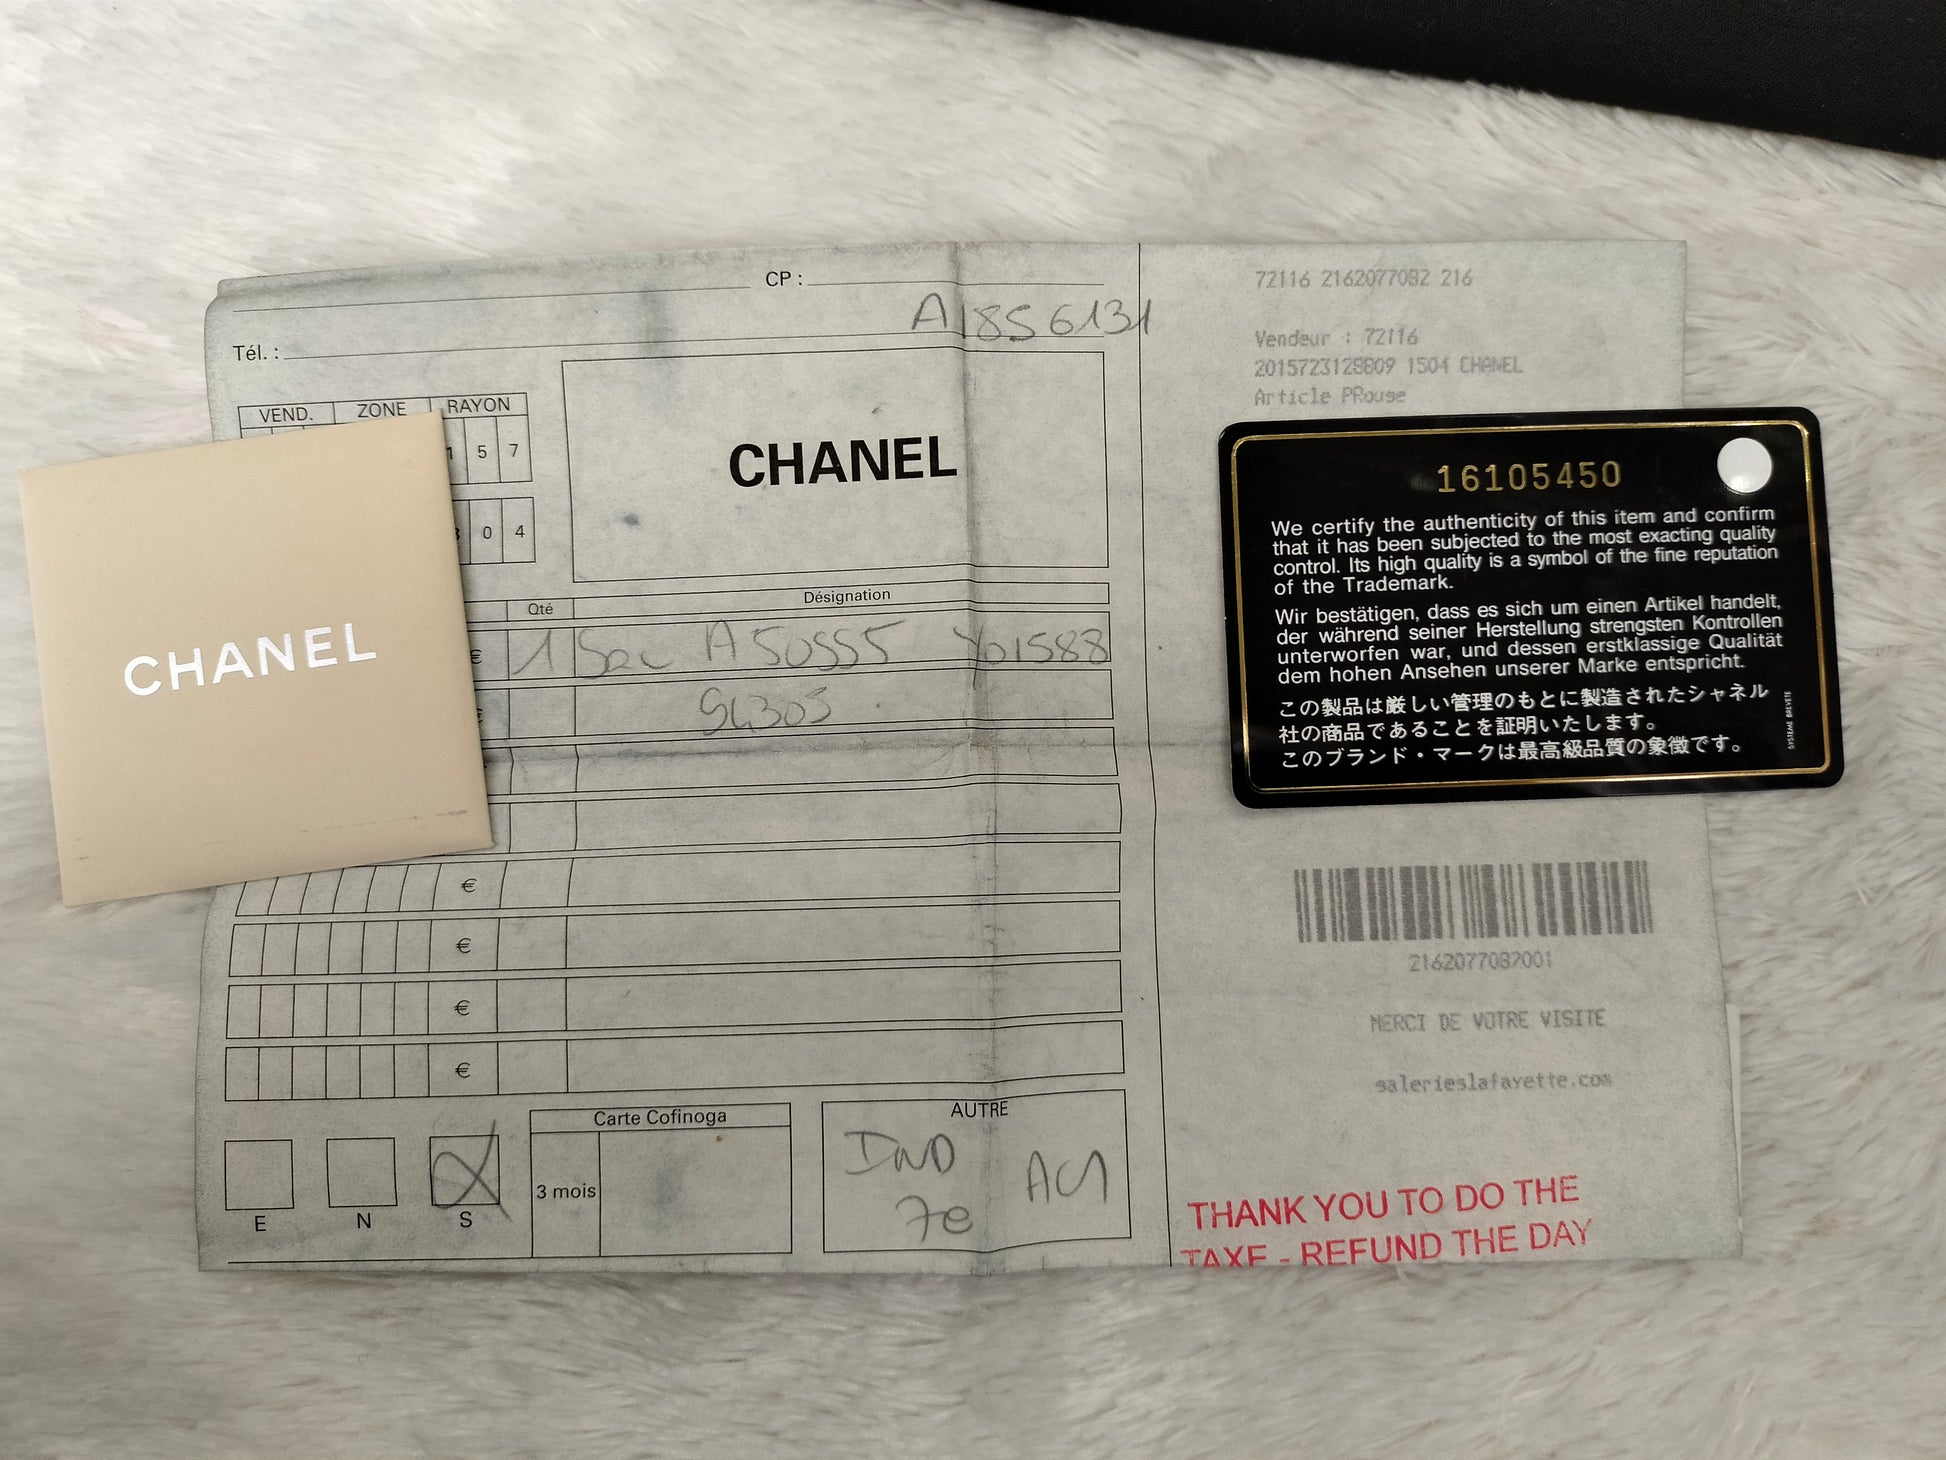 CP :
A1856131
Tél. :
VEND. ZONE RAYON
1 5 7
0 4
CHANEL
Qté Désignation
€ 1 Sac A50555 Y01588
€ 94305
€
€
€
€
E N S
Carte Cofinoga
3 mois
AUTRE
7e
72116 2162077082 216
Vendeur : 72116
2015723128809 1504 CHANEL
Article PRouge
2162077082001
MERCI DE VOTRE VISITE
galerieslafayette.com
THANK YOU TO DO THE
TAXE - REFUND THE DAY
CHANEL
16105450
We certify the authenticity of this item and confirm
that it has been subjected to the most exacting quality
control. Its high quality is a symbol of the fine reputation
of the Trademark.
Wir bestätigen, dass es sich um einen Artikel handelt,
der während seiner Herstellung strengsten Kontrollen
unterworfen war, und dessen erstklassige Qualität
dem hohen Ansehen unserer Marke entspricht.
この製品は厳しい管理のもとに製造されたシャネル
社の商品であることを証明いたします。
このブランド・マークは最高級品質の象徴です。
SYSTEME BREVETE